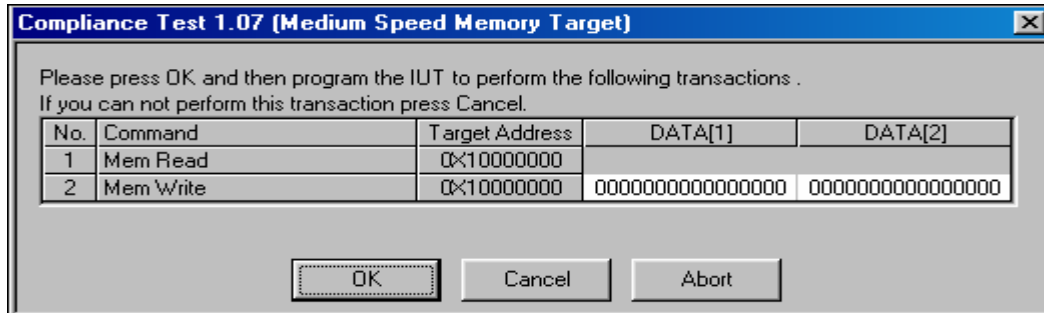 Compliance Test 1.07 (Medium Speed Memory Target)
Please press OK and then program the IUT to perform the following transactions .
If you can not perform this transaction press Cancel.
No. Command Target Address DATA[1] DATA[2]
1 Mem Read 0X10000000
2 Mem Write 0X10000000 0000000000000000 0000000000000000
OK Cancel Abort